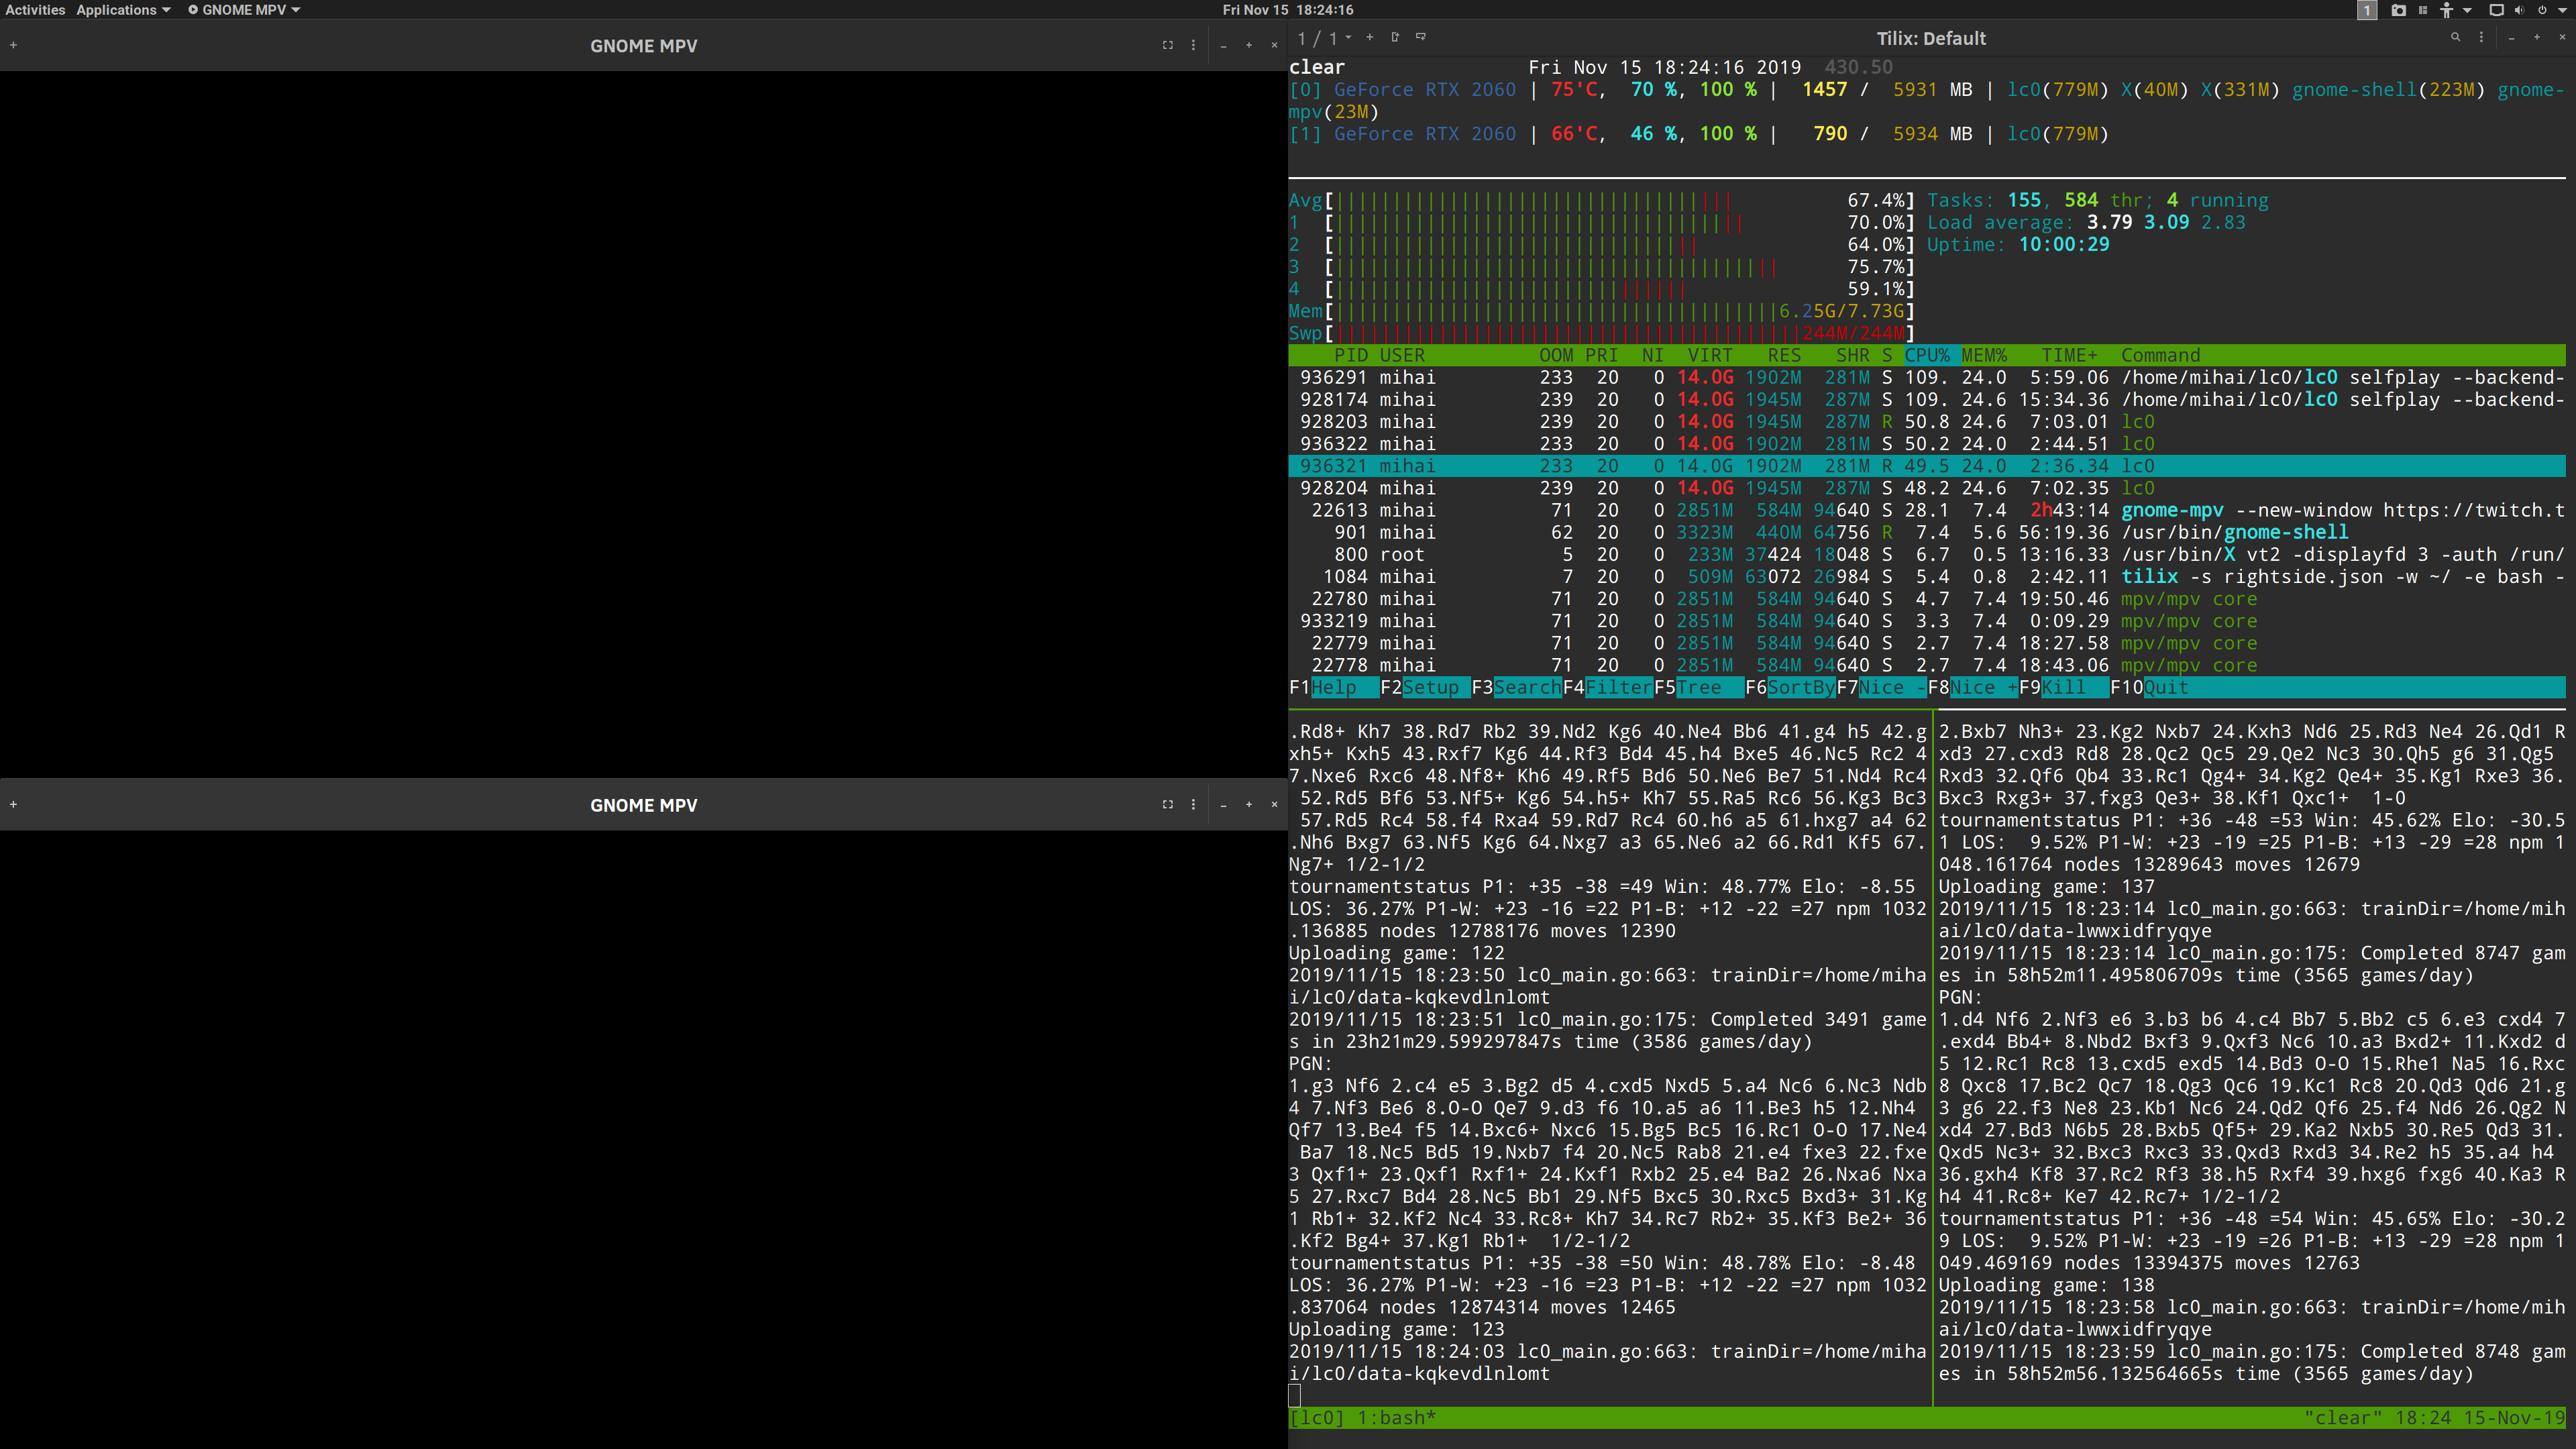 Activities Applications GNOME MPV Fri Nov 15 18:24:16 1
GNOME MPV
GNOME MPV
1 / 1 Tilix: Default
clear Fri Nov 15 18:24:16 2019 430.50
[0] GeForce RTX 2060 | 75'C, 70 %, 100 % | 1457 / 5931 MB | lc0(779M) X(40M) X(331M) gnome-shell(223M) gnome-
mpv(23M)
[1] GeForce RTX 2060 | 66'C, 46 %, 100 % | 790 / 5934 MB | lc0(779M)
Avg[ 67.4%] Tasks: 155, 584 thr; 4 running
1 [ 70.0%] Load average: 3.79 3.09 2.83
2 [ 64.0%] Uptime: 10:00:29
3 [ 75.7%]
4 [ 59.1%]
Mem[ 6.25G/7.73G]
Swp[ 244M/244M]
PID USER OOM PRI NI VIRT RES SHR S CPU% MEM% TIME+ Command
936291 mihai 233 20 0 14.0G 1902M 281M S 109. 24.0 5:59.06 /home/mihai/lc0/lc0 selfplay --backend-
928174 mihai 239 20 0 14.0G 1945M 287M S 109. 24.6 15:34.36 /home/mihai/lc0/lc0 selfplay --backend-
928203 mihai 239 20 0 14.0G 1945M 287M R 50.8 24.6 7:03.01 lc0
936322 mihai 233 20 0 14.0G 1902M 281M S 50.2 24.0 2:44.51 lc0
936321 mihai 233 20 0 14.0G 1902M 281M R 49.5 24.0 2:36.34 lc0
928204 mihai 239 20 0 14.0G 1945M 287M S 48.2 24.6 7:02.35 lc0
22613 mihai 71 20 0 2851M 584M 94640 S 28.1 7.4 2h43:14 gnome-mpv --new-window https://twitch.t
901 mihai 62 20 0 3323M 440M 64756 R 7.4 5.6 56:19.36 /usr/bin/gnome-shell
800 root 5 20 0 233M 37424 18048 S 6.7 0.5 13:16.33 /usr/bin/X vt2 -displayfd 3 -auth /run/
1084 mihai 7 20 0 509M 63072 26984 S 5.4 0.8 2:42.11 tilix -s rightside.json -w ~/ -e bash -
22780 mihai 71 20 0 2851M 584M 94640 S 4.7 7.4 19:50.46 mpv/mpv core
933219 mihai 71 20 0 2851M 584M 94640 S 3.3 7.4 0:09.29 mpv/mpv core
22779 mihai 71 20 0 2851M 584M 94640 S 2.7 7.4 18:27.58 mpv/mpv core
22778 mihai 71 20 0 2851M 584M 94640 S 2.7 7.4 18:43.06 mpv/mpv core
F1Help F2Setup F3SearchF4FilterF5Tree F6SortByF7Nice -F8Nice +F9Kill F10Quit
.Rd8+ Kh7 38.Rd7 Rb2 39.Nd2 Kg6 40.Ne4 Bb6 41.g4 h5 42.g
xh5+ Kxh5 43.Rxf7 Kg6 44.Rf3 Bd4 45.h4 Bxe5 46.Nc5 Rc2 4
7.Nxe6 Rxc6 48.Nf8+ Kh6 49.Rf5 Bd6 50.Ne6 Be7 51.Nd4 Rc4
52.Rd5 Bf6 53.Nf5+ Kg6 54.h5+ Kh7 55.Ra5 Rc6 56.Kg3 Bc3
57.Rd5 Rc4 58.f4 Rxa4 59.Rd7 Rc4 60.h6 a5 61.hxg7 a4 62
.Nh6 Bxg7 63.Nf5 Kg6 64.Nxg7 a3 65.Ne6 a2 66.Rd1 Kf5 67.
Ng7+ 1/2-1/2
tournamentstatus P1: +35 -38 =49 Win: 48.77% Elo: -8.55
LOS: 36.27% P1-W: +23 -16 =22 P1-B: +12 -22 =27 npm 1032
.136885 nodes 12788176 moves 12390
Uploading game: 122
2019/11/15 18:23:50 lc0_main.go:663: trainDir=/home/miha
i/lc0/data-kqkevdlnlomt
2019/11/15 18:23:51 lc0_main.go:175: Completed 3491 game
s in 23h21m29.599297847s time (3586 games/day)
PGN:
1.g3 Nf6 2.c4 e5 3.Bg2 d5 4.cxd5 Nxd5 5.a4 Nc6 6.Nc3 Ndb
4 7.Nf3 Be6 8.O-O Qe7 9.d3 f6 10.a5 a6 11.Be3 h5 12.Nh4
Qf7 13.Be4 f5 14.Bxc6+ Nxc6 15.Bg5 Bc5 16.Rc1 O-O 17.Ne4
Ba7 18.Nc5 Bd5 19.Nxb7 f4 20.Nc5 Rab8 21.e4 fxe3 22.fxe
3 Qxf1+ 23.Qxf1 Rxf1+ 24.Kxf1 Rxb2 25.e4 Ba2 26.Nxa6 Nxa
5 27.Rxc7 Bd4 28.Nc5 Bb1 29.Nf5 Bxc5 30.Rxc5 Bxd3+ 31.Kg
1 Rb1+ 32.Kf2 Nc4 33.Rc8+ Kh7 34.Rc7 Rb2+ 35.Kf3 Be2+ 36
.Kf2 Bg4+ 37.Kg1 Rb1+ 1/2-1/2
tournamentstatus P1: +35 -38 =50 Win: 48.78% Elo: -8.48
LOS: 36.27% P1-W: +23 -16 =23 P1-B: +12 -22 =27 npm 1032
.837064 nodes 12874314 moves 12465
Uploading game: 123
2019/11/15 18:24:03 lc0_main.go:663: trainDir=/home/miha
i/lc0/data-kqkevdlnlomt
2.Bxb7 Nh3+ 23.Kg2 Nxb7 24.Kxh3 Nd6 25.Rd3 Ne4 26.Qd1 R
xd3 27.cxd3 Rd8 28.Qc2 Qc5 29.Qe2 Nc3 30.Qh5 g6 31.Qg5
Rxd3 32.Qf6 Qb4 33.Rc1 Qg4+ 34.Kg2 Qe4+ 35.Kg1 Rxe3 36.
Bxc3 Rxg3+ 37.fxg3 Qe3+ 38.Kf1 Qxc1+ 1-0
tournamentstatus P1: +36 -48 =53 Win: 45.62% Elo: -30.5
1 LOS: 9.52% P1-W: +23 -19 =25 P1-B: +13 -29 =28 npm 1
048.161764 nodes 13289643 moves 12679
Uploading game: 137
2019/11/15 18:23:14 lc0_main.go:663: trainDir=/home/mih
ai/lc0/data-lwwxidfryqye
2019/11/15 18:23:14 lc0_main.go:175: Completed 8747 gam
es in 58h52m11.495806709s time (3565 games/day)
PGN:
1.d4 Nf6 2.Nf3 e6 3.b3 b6 4.c4 Bb7 5.Bb2 c5 6.e3 cxd4 7
.exd4 Bb4+ 8.Nbd2 Bxf3 9.Qxf3 Nc6 10.a3 Bxd2+ 11.Kxd2 d
5 12.Rc1 Rc8 13.cxd5 exd5 14.Bd3 O-O 15.Rhe1 Na5 16.Rxc
8 Qxc8 17.Bc2 Qc7 18.Qg3 Qc6 19.Kc1 Rc8 20.Qd3 Qd6 21.g
3 g6 22.f3 Ne8 23.Kb1 Nc6 24.Qd2 Qf6 25.f4 Nd6 26.Qg2 N
xd4 27.Bd3 N6b5 28.Bxb5 Qf5+ 29.Ka2 Nxb5 30.Re5 Qd3 31.
Qxd5 Nc3+ 32.Bxc3 Rxc3 33.Qxd3 Rxd3 34.Re2 h5 35.a4 h4
36.gxh4 Kf8 37.Rc2 Rf3 38.h5 Rxf4 39.hxg6 fxg6 40.Ka3 R
h4 41.Rc8+ Ke7 42.Rc7+ 1/2-1/2
tournamentstatus P1: +36 -48 =54 Win: 45.65% Elo: -30.2
9 LOS: 9.52% P1-W: +23 -19 =26 P1-B: +13 -29 =28 npm 1
049.469169 nodes 13394375 moves 12763
Uploading game: 138
2019/11/15 18:23:58 lc0_main.go:663: trainDir=/home/mih
ai/lc0/data-lwwxidfryqye
2019/11/15 18:23:59 lc0_main.go:175: Completed 8748 gam
es in 58h52m56.132564665s time (3565 games/day)
[lc0] 1:bash* "clear" 18:24 15-Nov-19